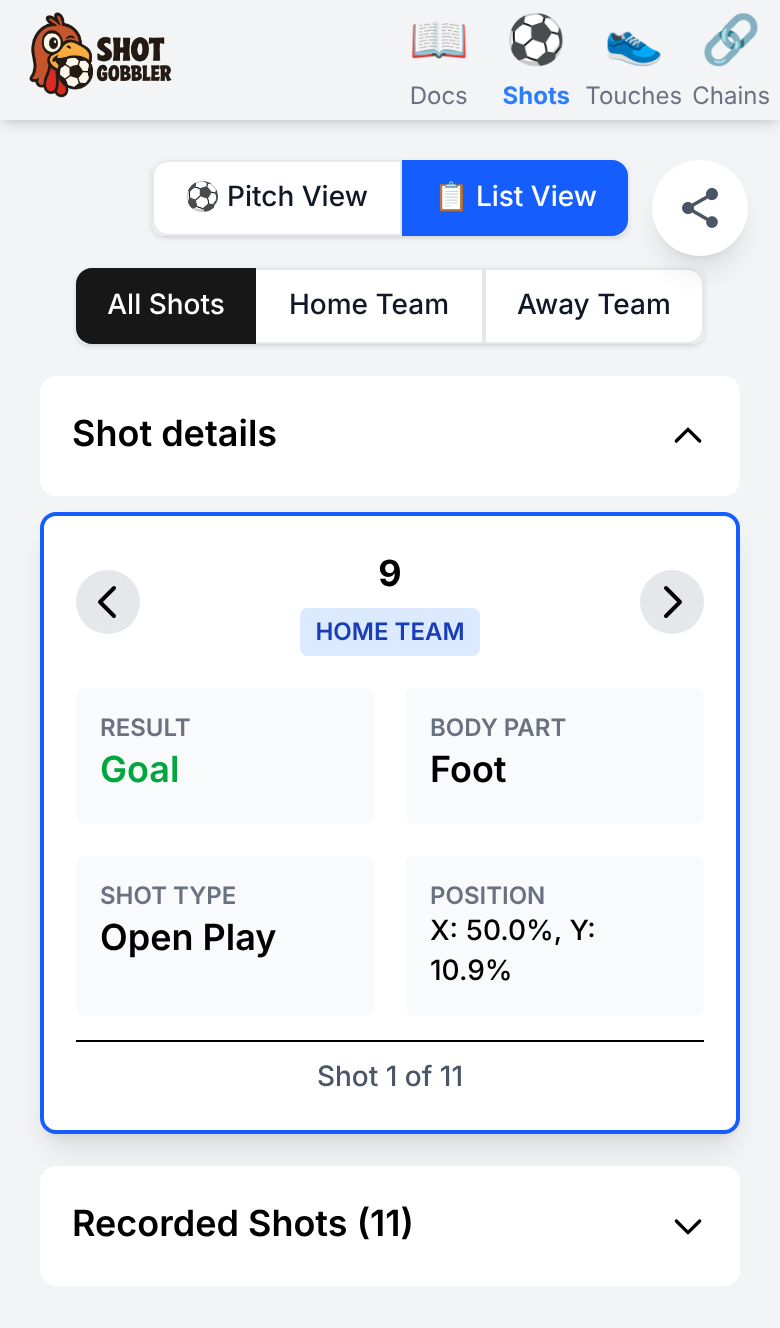 SHOT
GOBBLER
Docs
Shots
Touches
Chains
Pitch View
List View
All Shots
Home Team
Away Team
Shot details
9
HOME TEAM
RESULT
Goal
BODY PART
Foot
SHOT TYPE
Open Play
POSITION
X: 50.0%, Y:
10.9%
Shot 1 of 11
Recorded Shots (11)